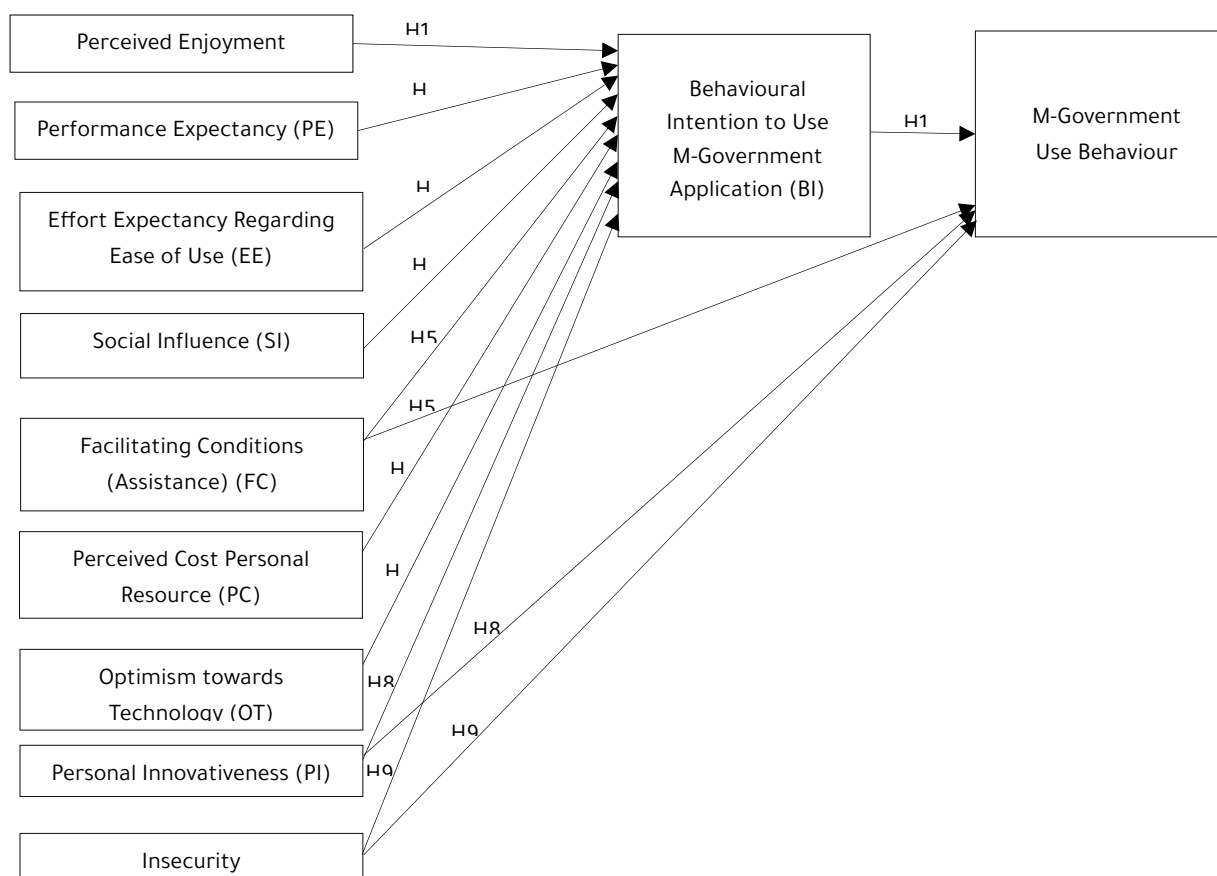 Perceived Enjoyment
Performance Expectancy (PE)
Effort Expectancy Regarding
Ease of Use (EE)
Social Influence (SI)
Facilitating Conditions
(Assistance) (FC)
Perceived Cost Personal
Resource (PC)
Optimism towards
Technology (OT)
Personal Innovativeness (PI)
Insecurity
H1
H
H
H
H5
H5
H
H
H8
H9
H8
H9
Behavioural
Intention to Use
M-Government
Application (BI)
H1
M-Government
Use Behaviour